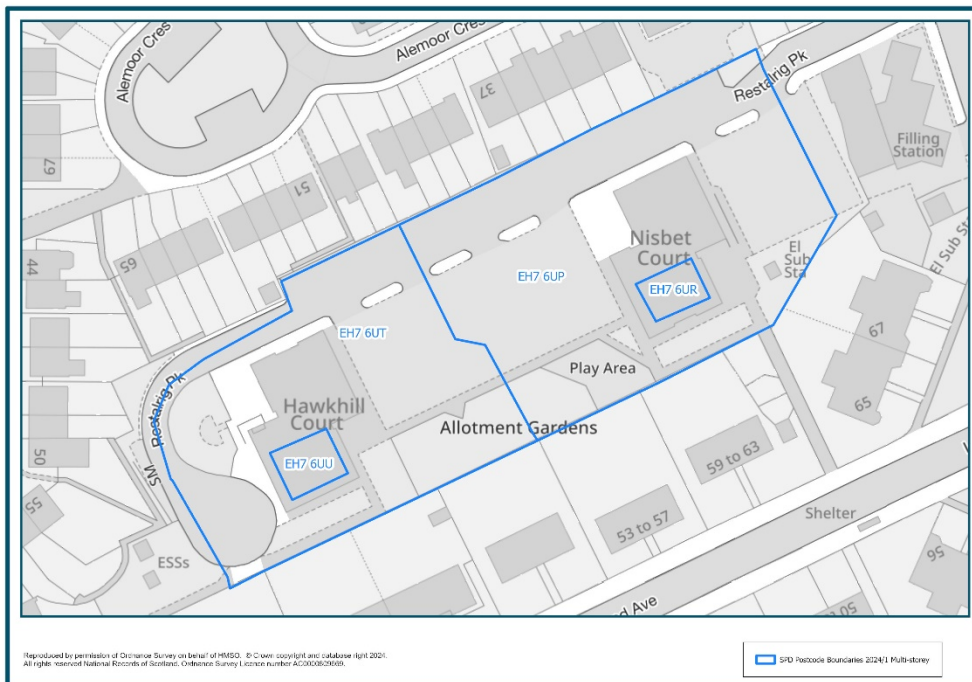 Alemoor Cres
Alemoor Cres
Restalrig Pk
37
Filling
Station
67
51
65
44
Nisbet
Court
El
Sub
Sta
El Sub St
EH7 6UP
EH7 6UR
EH7 6UT
67
Play Area
Restalrig Pk
Hawkhill
Court
Allotment Gardens
65
50
SM
EH7 6UU
59 to 63
55
53 to 57
Shelter
ESSs
56
d Ave
50
Reproduced by permission of Ordnance Survey on behalf of HMSO. © Crown copyright and database right 2024.
All rights reserved National Records of Scotland. Ordnance Survey Licence number AC0000809669.
SPD Postcode Boundaries 2024/1 Multi-storey